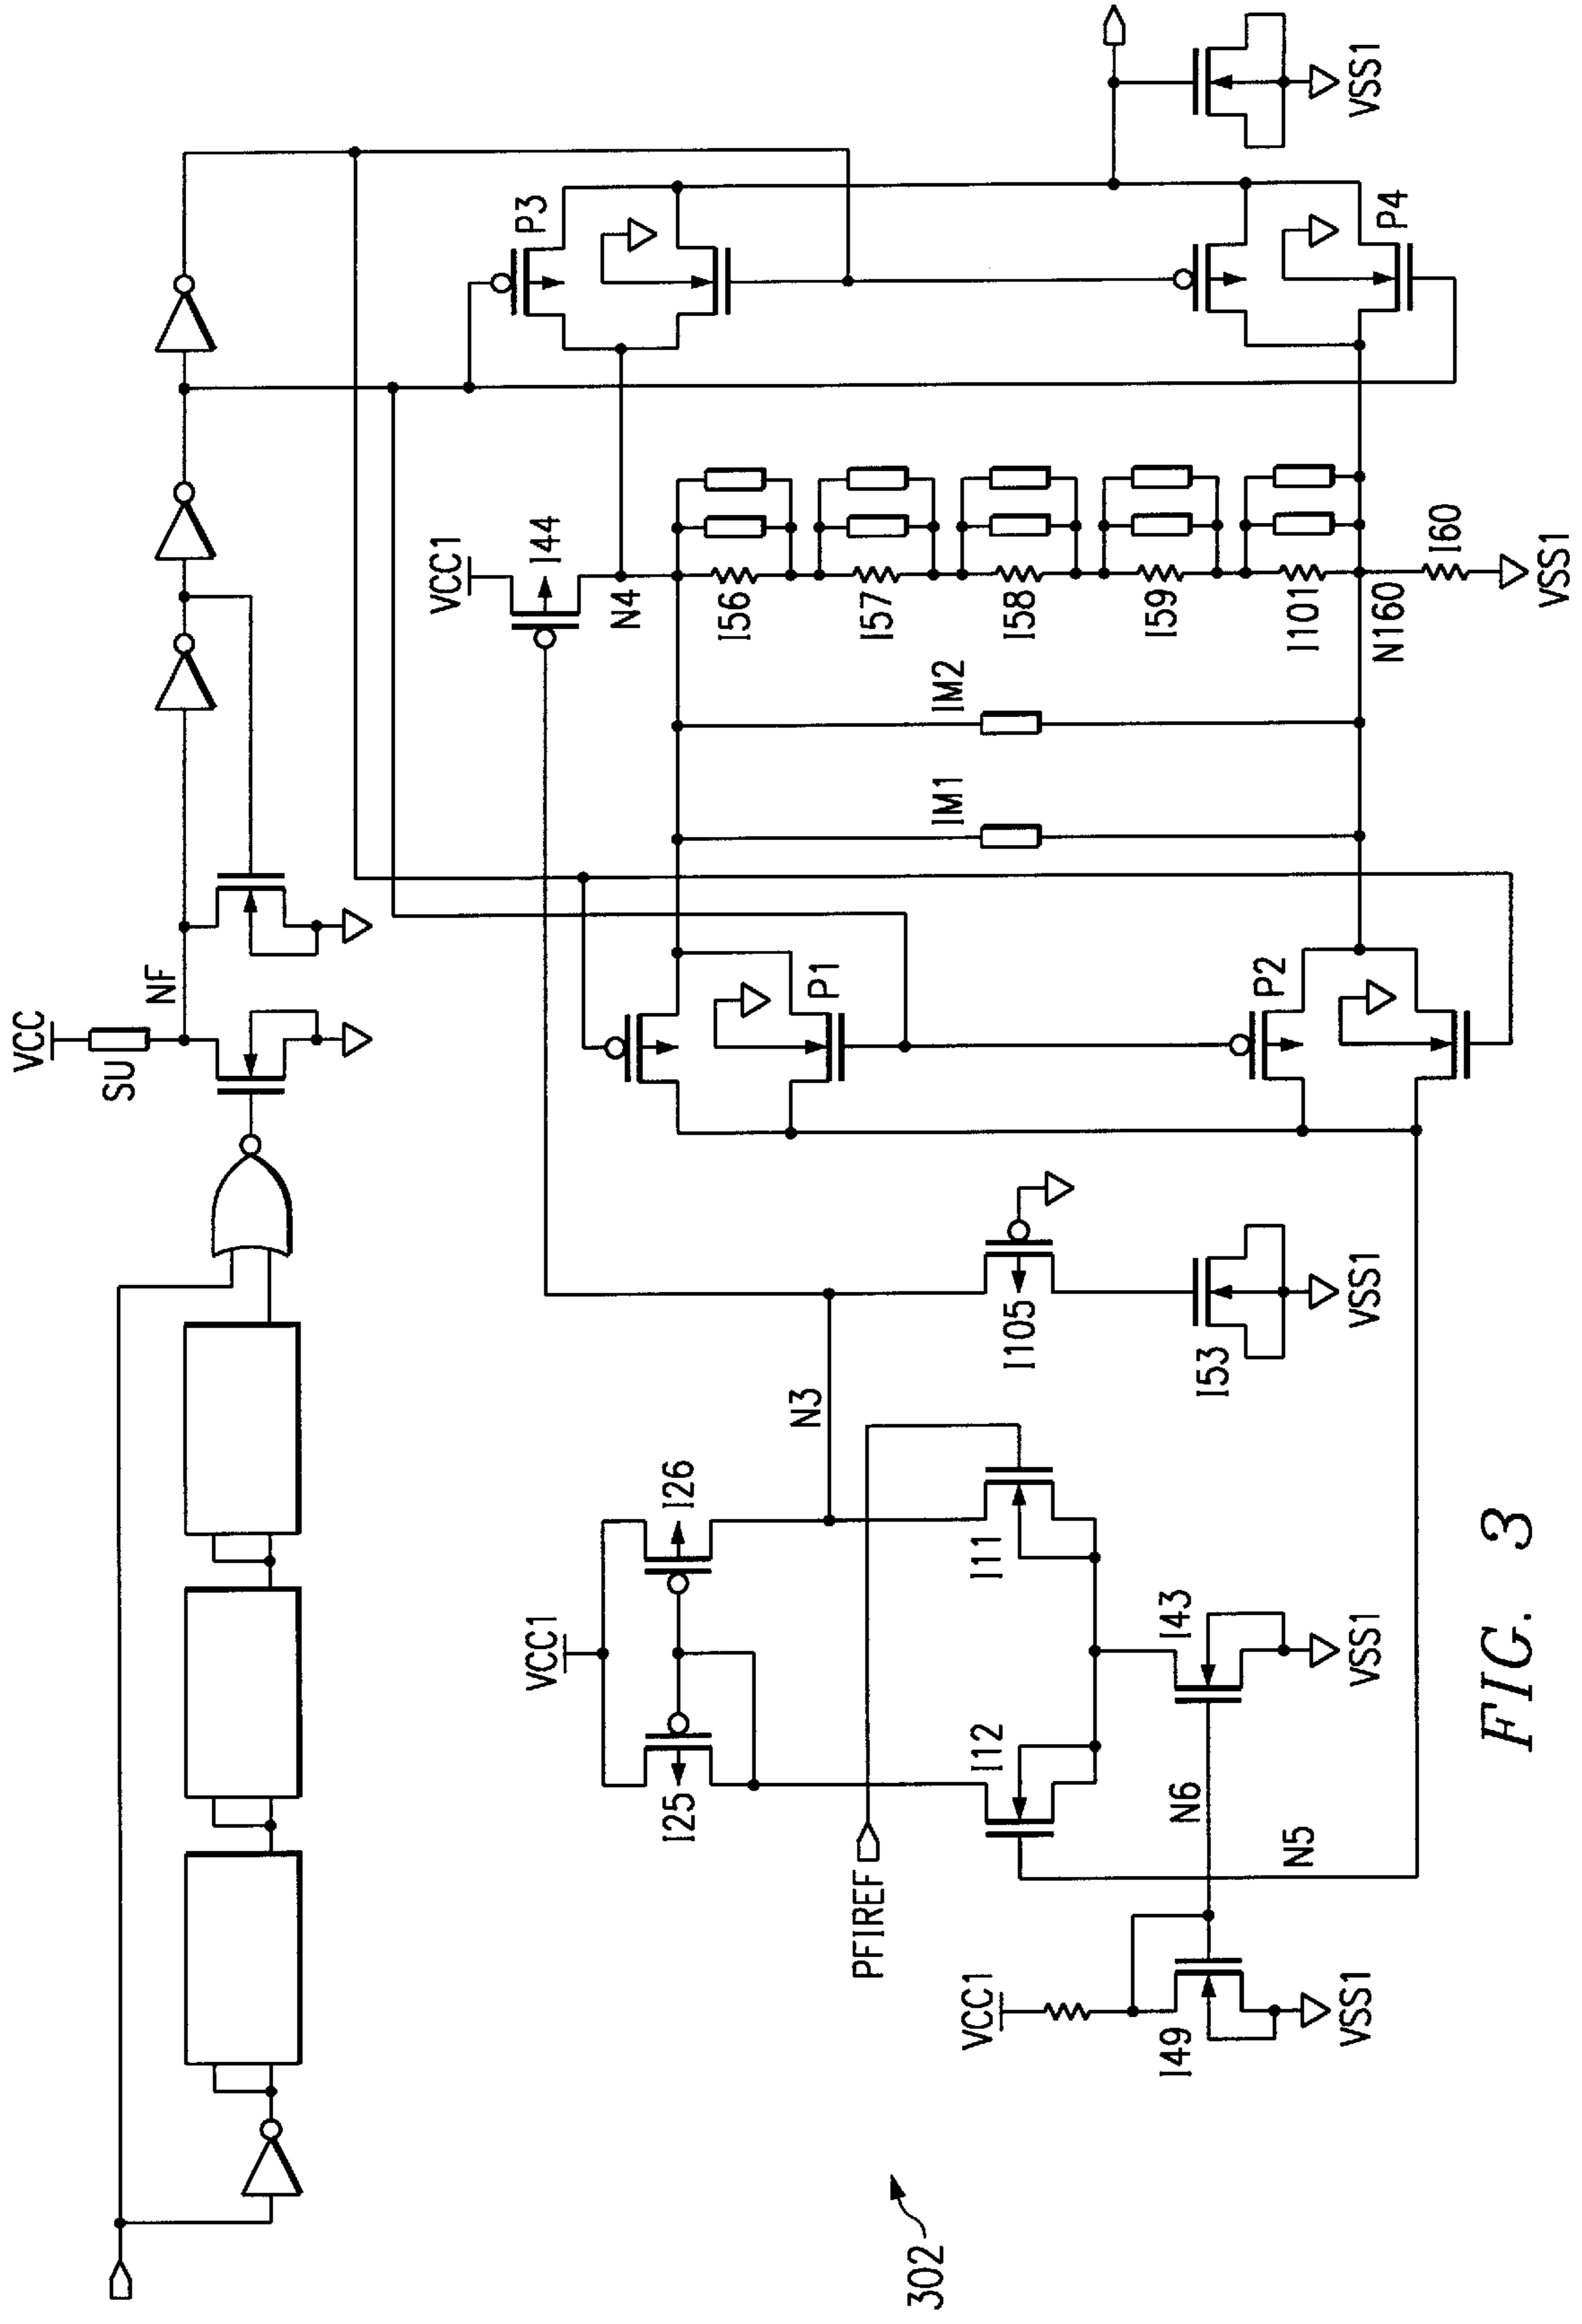 VCC
SU
NF
VCC1
I44
N4
P3
I56
I57
I58
I59
I101
N160
I60
VSS1
IM2
IM1
P1
P2
P4
VSS1
VCC1
I25
I26
N3
PFIREF
I12
I11
I105
I53
VSS1
N6
I43
VSS1
N5
VCC1
I49
VSS1
302
FIG. 3